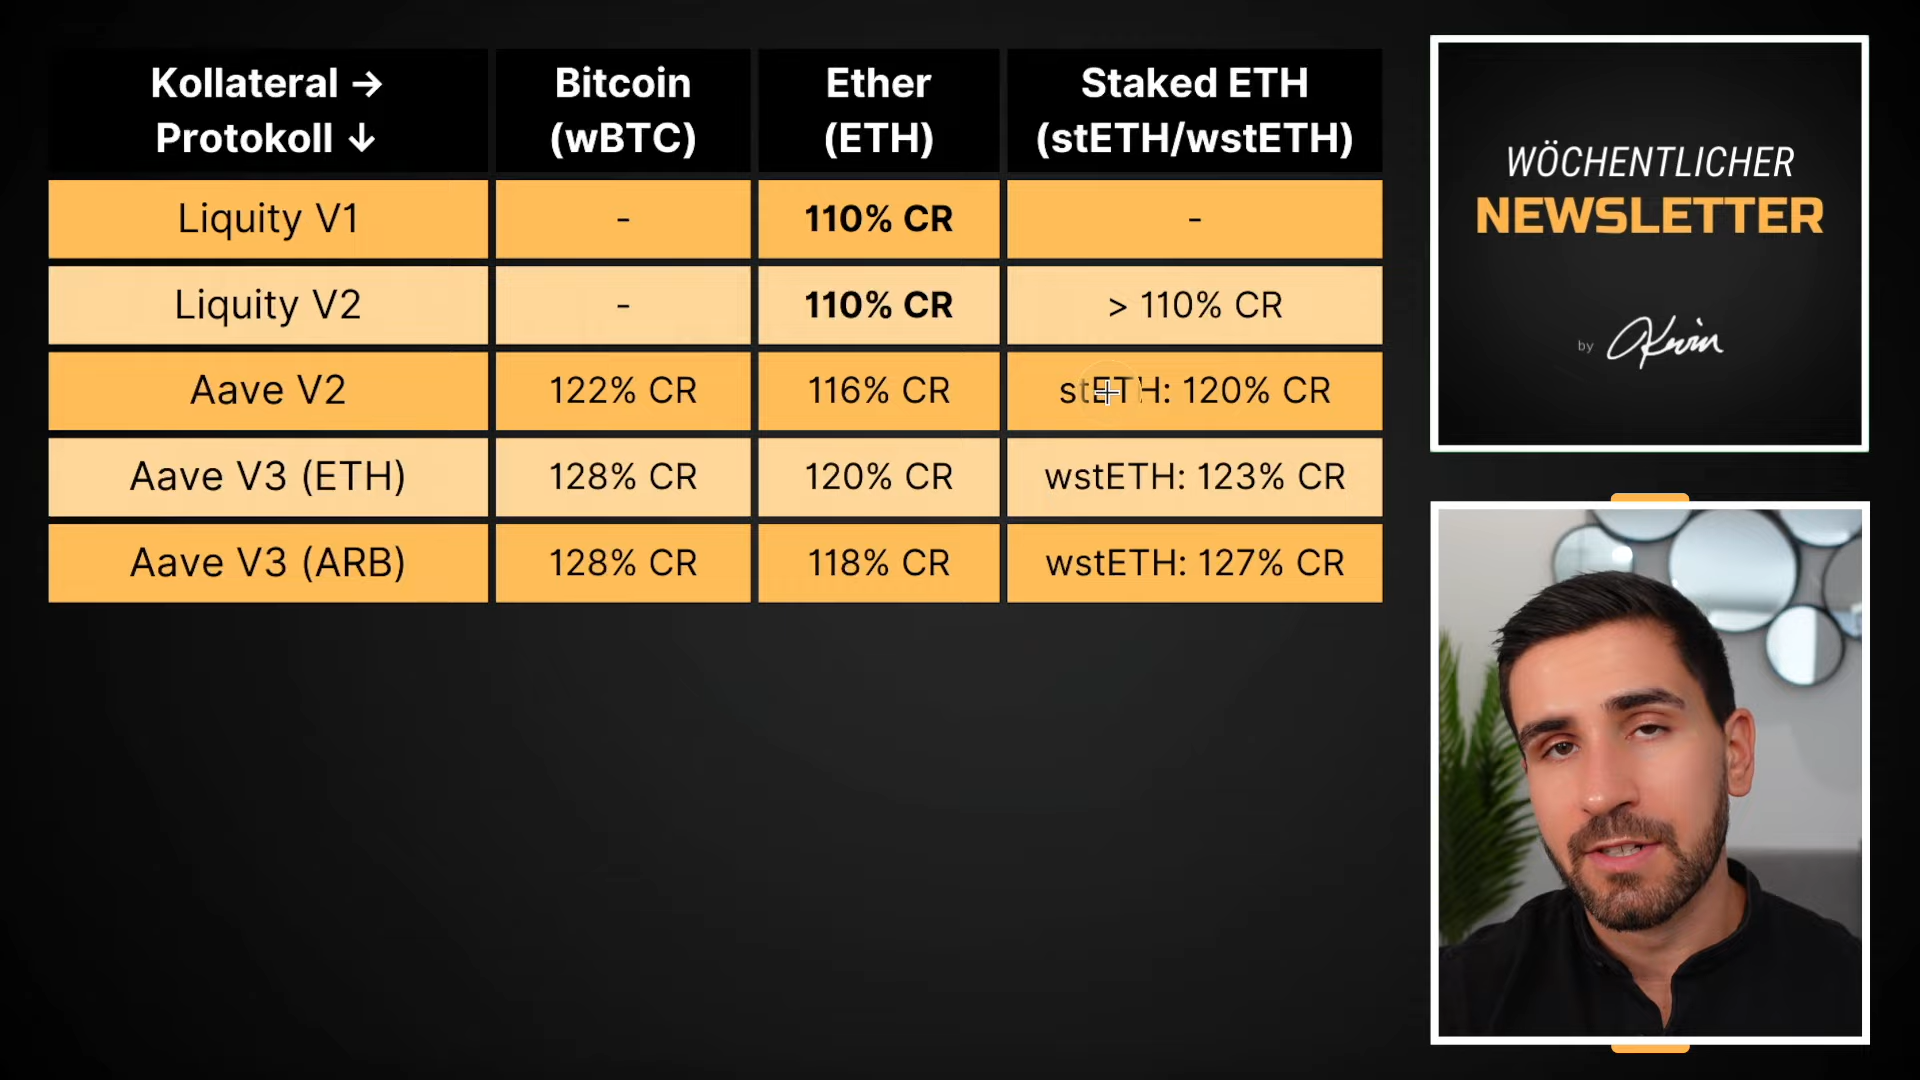 Kollateral → Bitcoin Ether Staked ETH
Protokoll ↓ (wBTC) (ETH) (stETH/wstETH)
Liquity V1 - 110% CR -
Liquity V2 - 110% CR > 110% CR
Aave V2 122% CR 116% CR stETH: 120% CR
Aave V3 (ETH) 128% CR 120% CR wstETH: 123% CR
Aave V3 (ARB) 128% CR 118% CR wstETH: 127% CR
WÖCHENTLICHER
NEWSLETTER
by Kevin